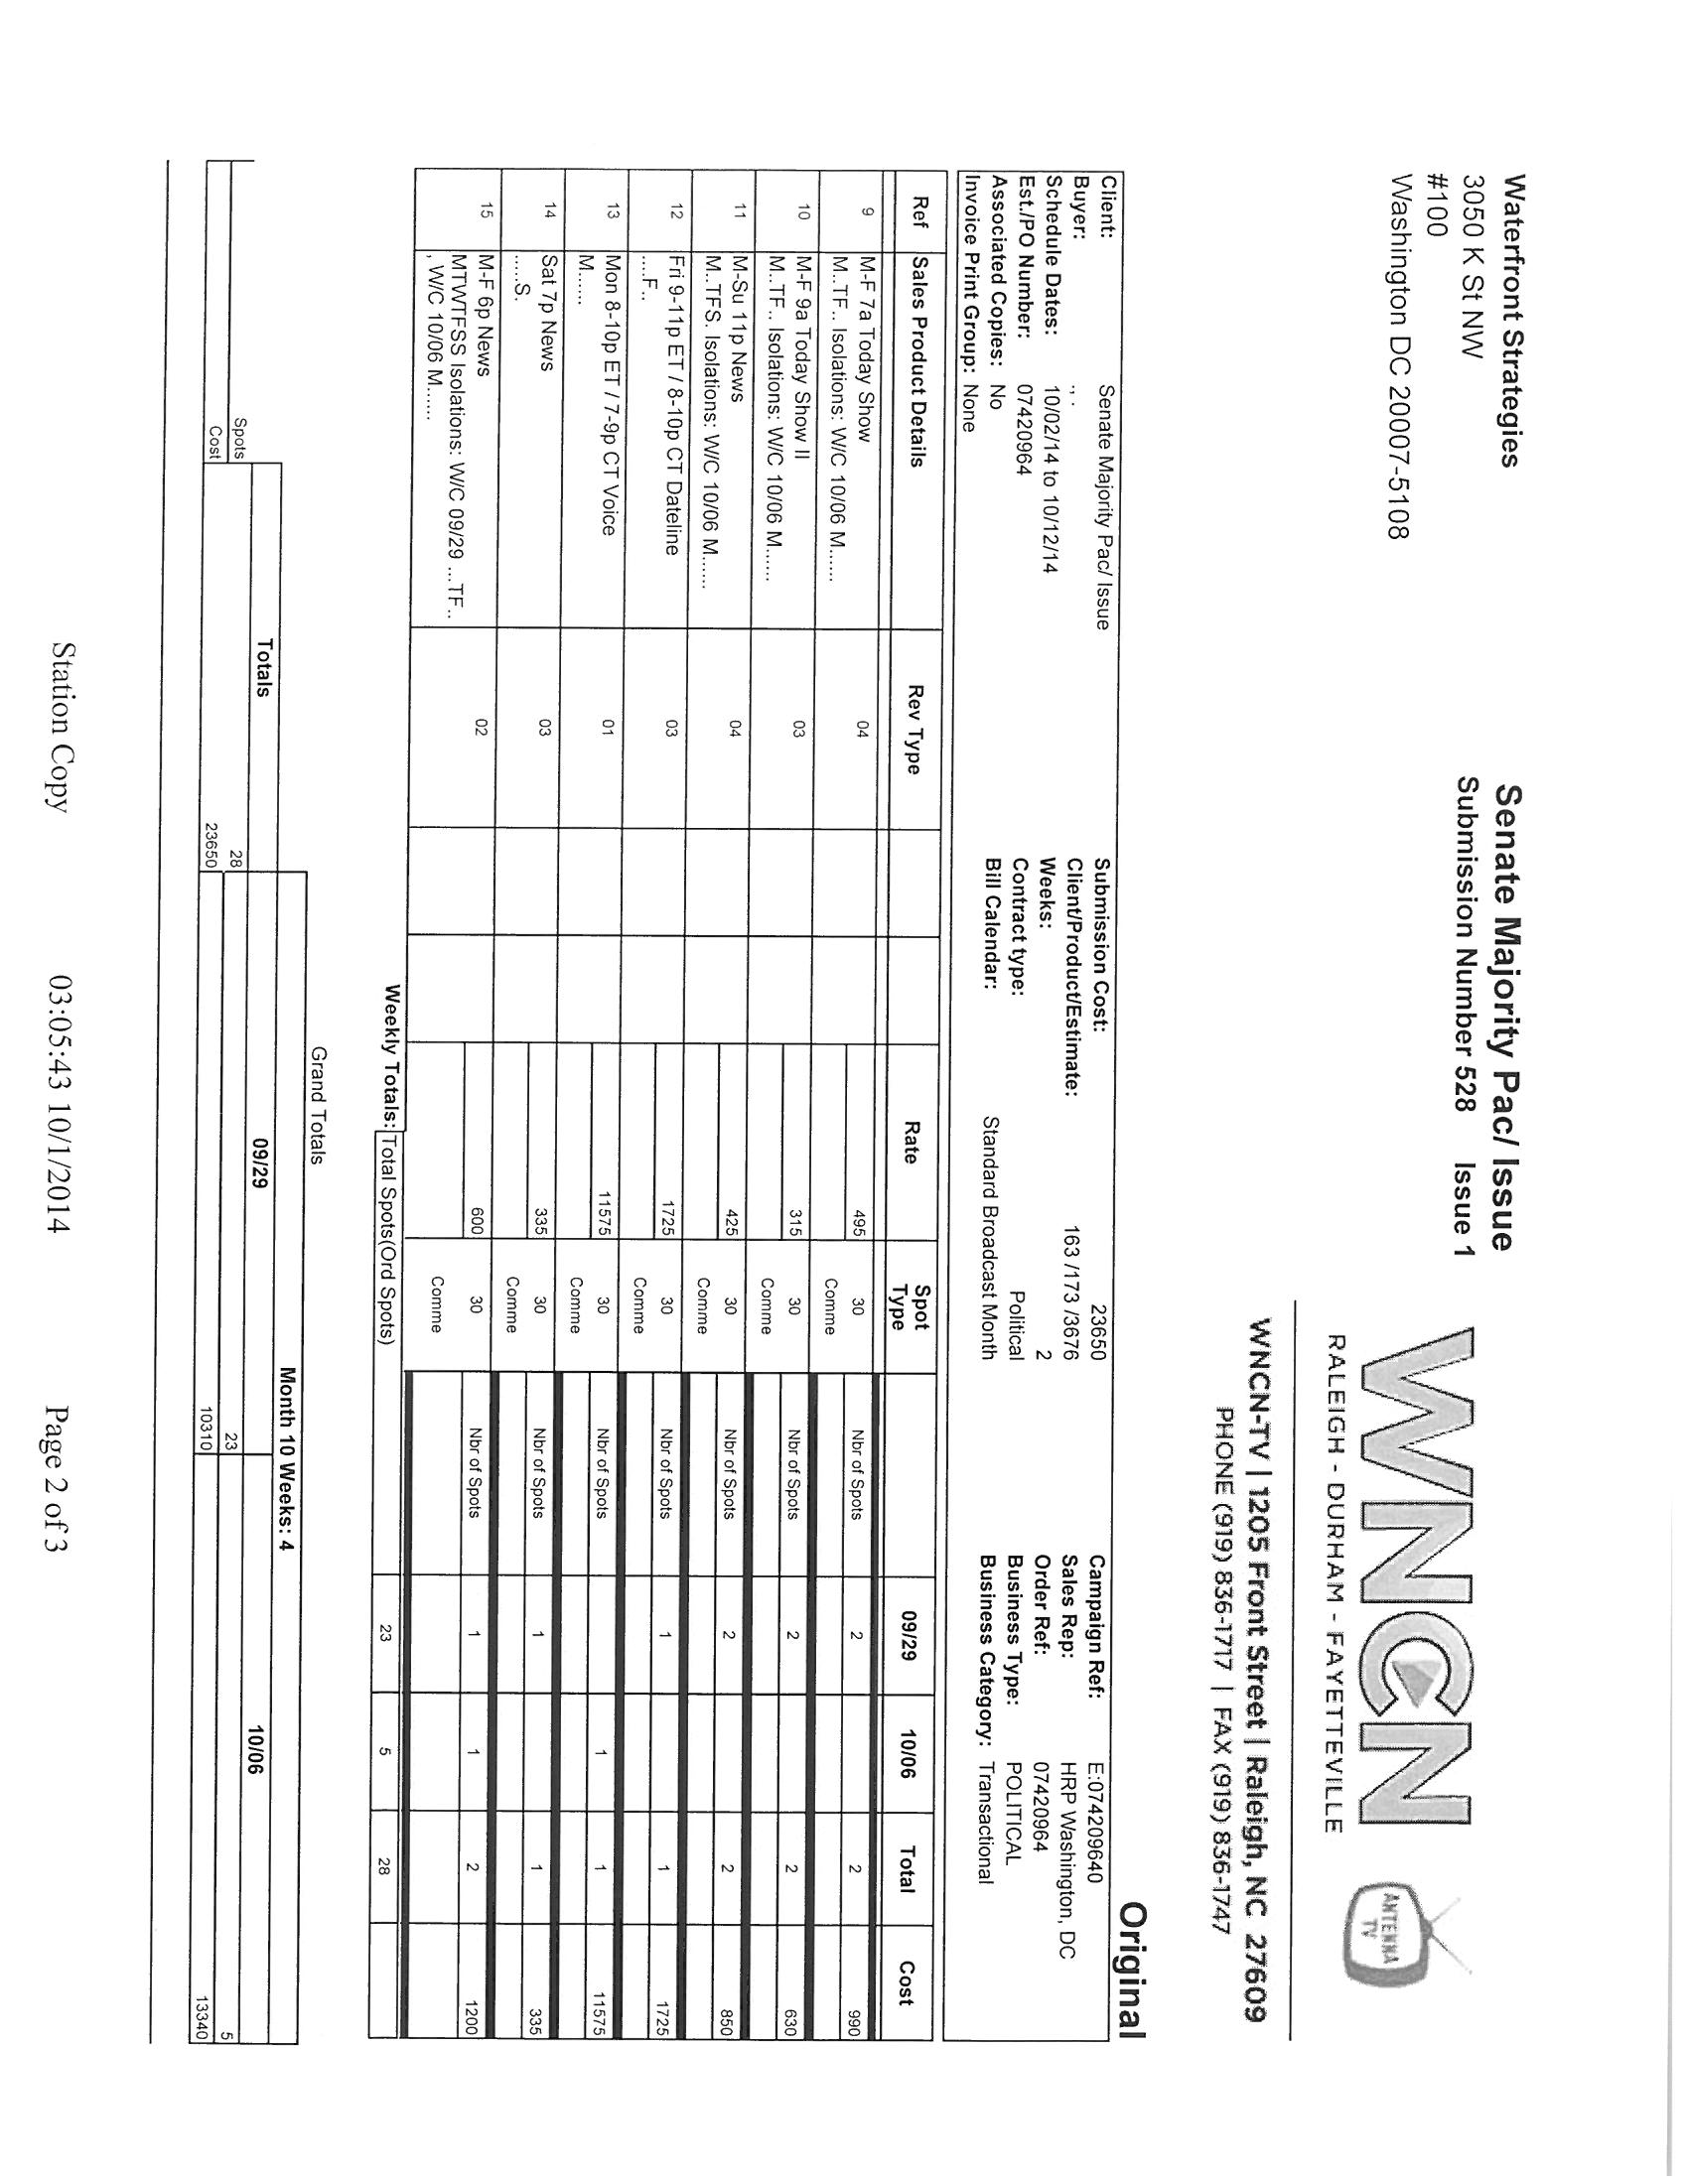 Waterfront Strategies
3050 K St NW
#100
Washington DC 20007-5108
Senate Majority Pac/ Issue
Submission Number 528 Issue 1
WNCN
ANTENNA
TV
RALEIGH - DURHAM - FAYETTEVILLE
WNCN-TV | 1205 Front Street | Raleigh, NC 27609
PHONE (919) 836-1717 | FAX (919) 836-1747
Original
Client: Senate Majority Pac/ Issue Submission Cost: 23650 Campaign Ref: E:074209640
Buyer: , . Client/Product/Estimate: 163 /173 /3676 Sales Rep: HRP Washington, DC
Schedule Dates: 10/02/14 to 10/12/14 Weeks: 2 Order Ref: 07420964
Est./PO Number: 07420964 Contract type: Political Business Type: POLITICAL
Associated Copies: No Bill Calendar: Standard Broadcast Month Business Category: Transactional
Invoice Print Group: None
Ref Sales Product Details Rev Type Rate Spot Type 09/29 10/06 Total Cost
9 M-F 7a Today Show 04 495 30 Nbr of Spots 2 2 990
M..TF.. Isolations: W/C 10/06 M...... Comme
10 M-F 9a Today Show II 03 315 30 Nbr of Spots 2 2 630
M..TF.. Isolations: W/C 10/06 M...... Comme
11 M-Su 11p News 04 425 30 Nbr of Spots 2 2 850
M..TFS. Isolations: W/C 10/06 M...... Comme
12 Fri 9-11p ET / 8-10p CT Dateline 03 1725 30 Nbr of Spots 1 1 1725
....F.. Comme
13 Mon 8-10p ET / 7-9p CT Voice 01 11575 30 Nbr of Spots 1 1 11575
M...... Comme
14 Sat 7p News 03 335 30 Nbr of Spots 1 1 335
......S. Comme
15 M-F 6p News 02 600 30 Nbr of Spots 1 1 2 1200
MTWTFSS Isolations: W/C 09/29 ...TF..
, W/C 10/06 M...... Comme
Weekly Totals: Total Spots(Ord Spots) 23 5 28
Grand Totals
Month 10 Weeks: 4
Totals 09/29 10/06
Spots 28 23 5
Cost 23650 10310 13340
Station Copy 03:05:43 10/1/2014 Page 2 of 3